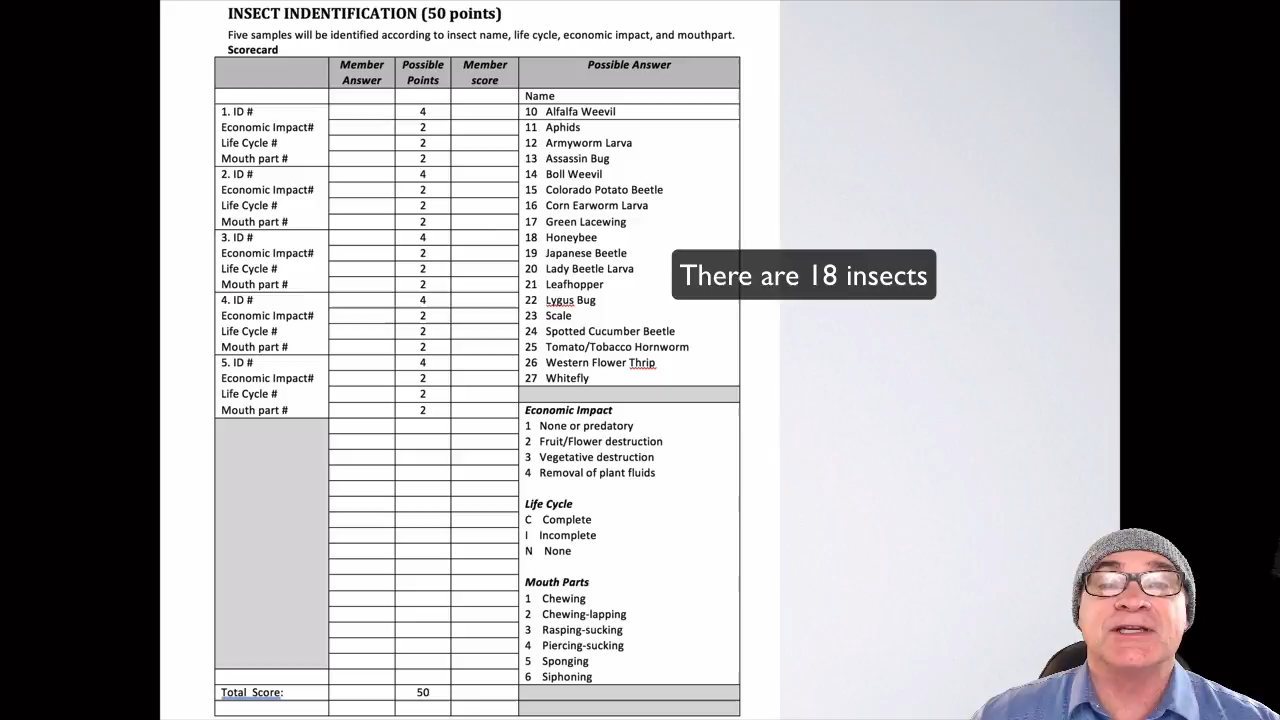 INSECT INDENTIFICATION (50 points)
Five samples will be identified according to insect name, life cycle, economic impact, and mouthpart.
Scorecard
Member Answer Possible Points Member score Possible Answer
Name
1. ID # 4 10 Alfalfa Weevil
Economic Impact# 2 11 Aphids
Life Cycle # 2 12 Armyworm Larva
Mouth part # 2 13 Assassin Bug
2. ID # 4 14 Boll Weevil
Economic Impact# 2 15 Colorado Potato Beetle
Life Cycle # 2 16 Corn Earworm Larva
Mouth part # 2 17 Green Lacewing
3. ID # 4 18 Honeybee
Economic Impact# 2 19 Japanese Beetle
Life Cycle # 2 20 Lady Beetle Larva
Mouth part # 2 21 Leafhopper
4. ID # 4 22 Lygus Bug
Economic Impact# 2 23 Scale
Life Cycle # 2 24 Spotted Cucumber Beetle
Mouth part # 2 25 Tomato/Tobacco Hornworm
5. ID # 4 26 Western Flower Thrip
Economic Impact# 2 27 Whitefly
Life Cycle # 2
Mouth part # 2 Economic Impact
1 None or predatory
2 Fruit/Flower destruction
3 Vegetative destruction
4 Removal of plant fluids
Life Cycle
C Complete
I Incomplete
N None
Mouth Parts
1 Chewing
2 Chewing-lapping
3 Rasping-sucking
4 Piercing-sucking
5 Sponging
6 Siphoning
Total Score: 50
There are 18 insects